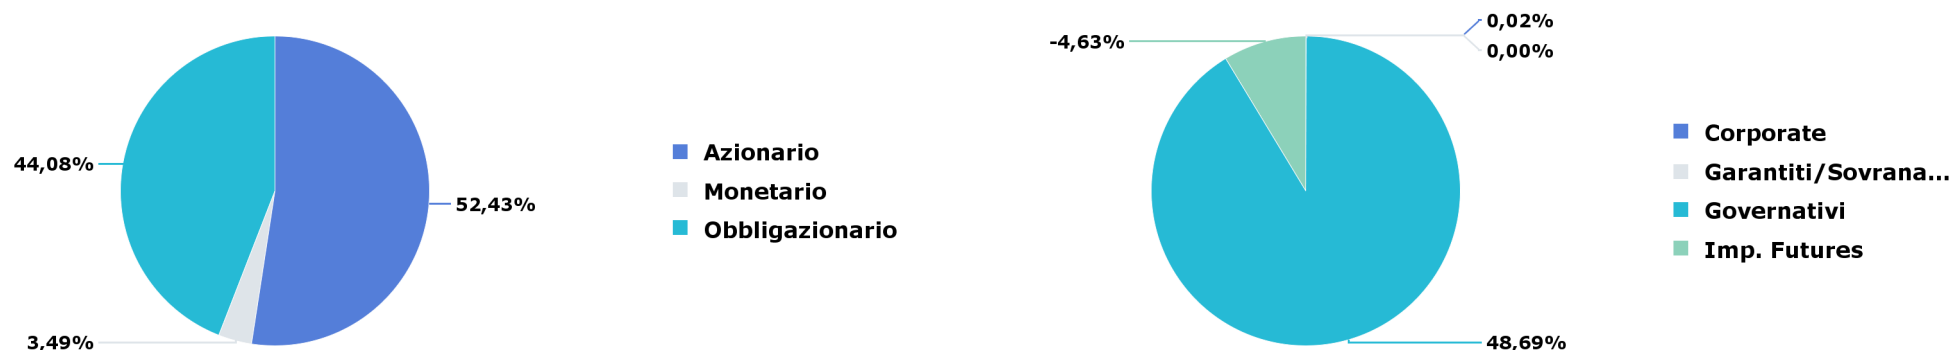 44,08%
52,43%
3,49%
Azionario
Monetario
Obbligazionario
-4,63%
0,02%
0,00%
48,69%
Corporate
Garantiti/Sovrana...
Governativi
Imp. Futures